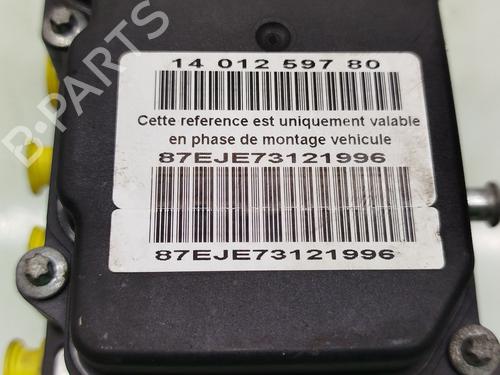 14 012 597 80
Cette reference est uniquement valable
en phase de montage vehicule
87EJE73121996
87EJE73121996
B-PARTS